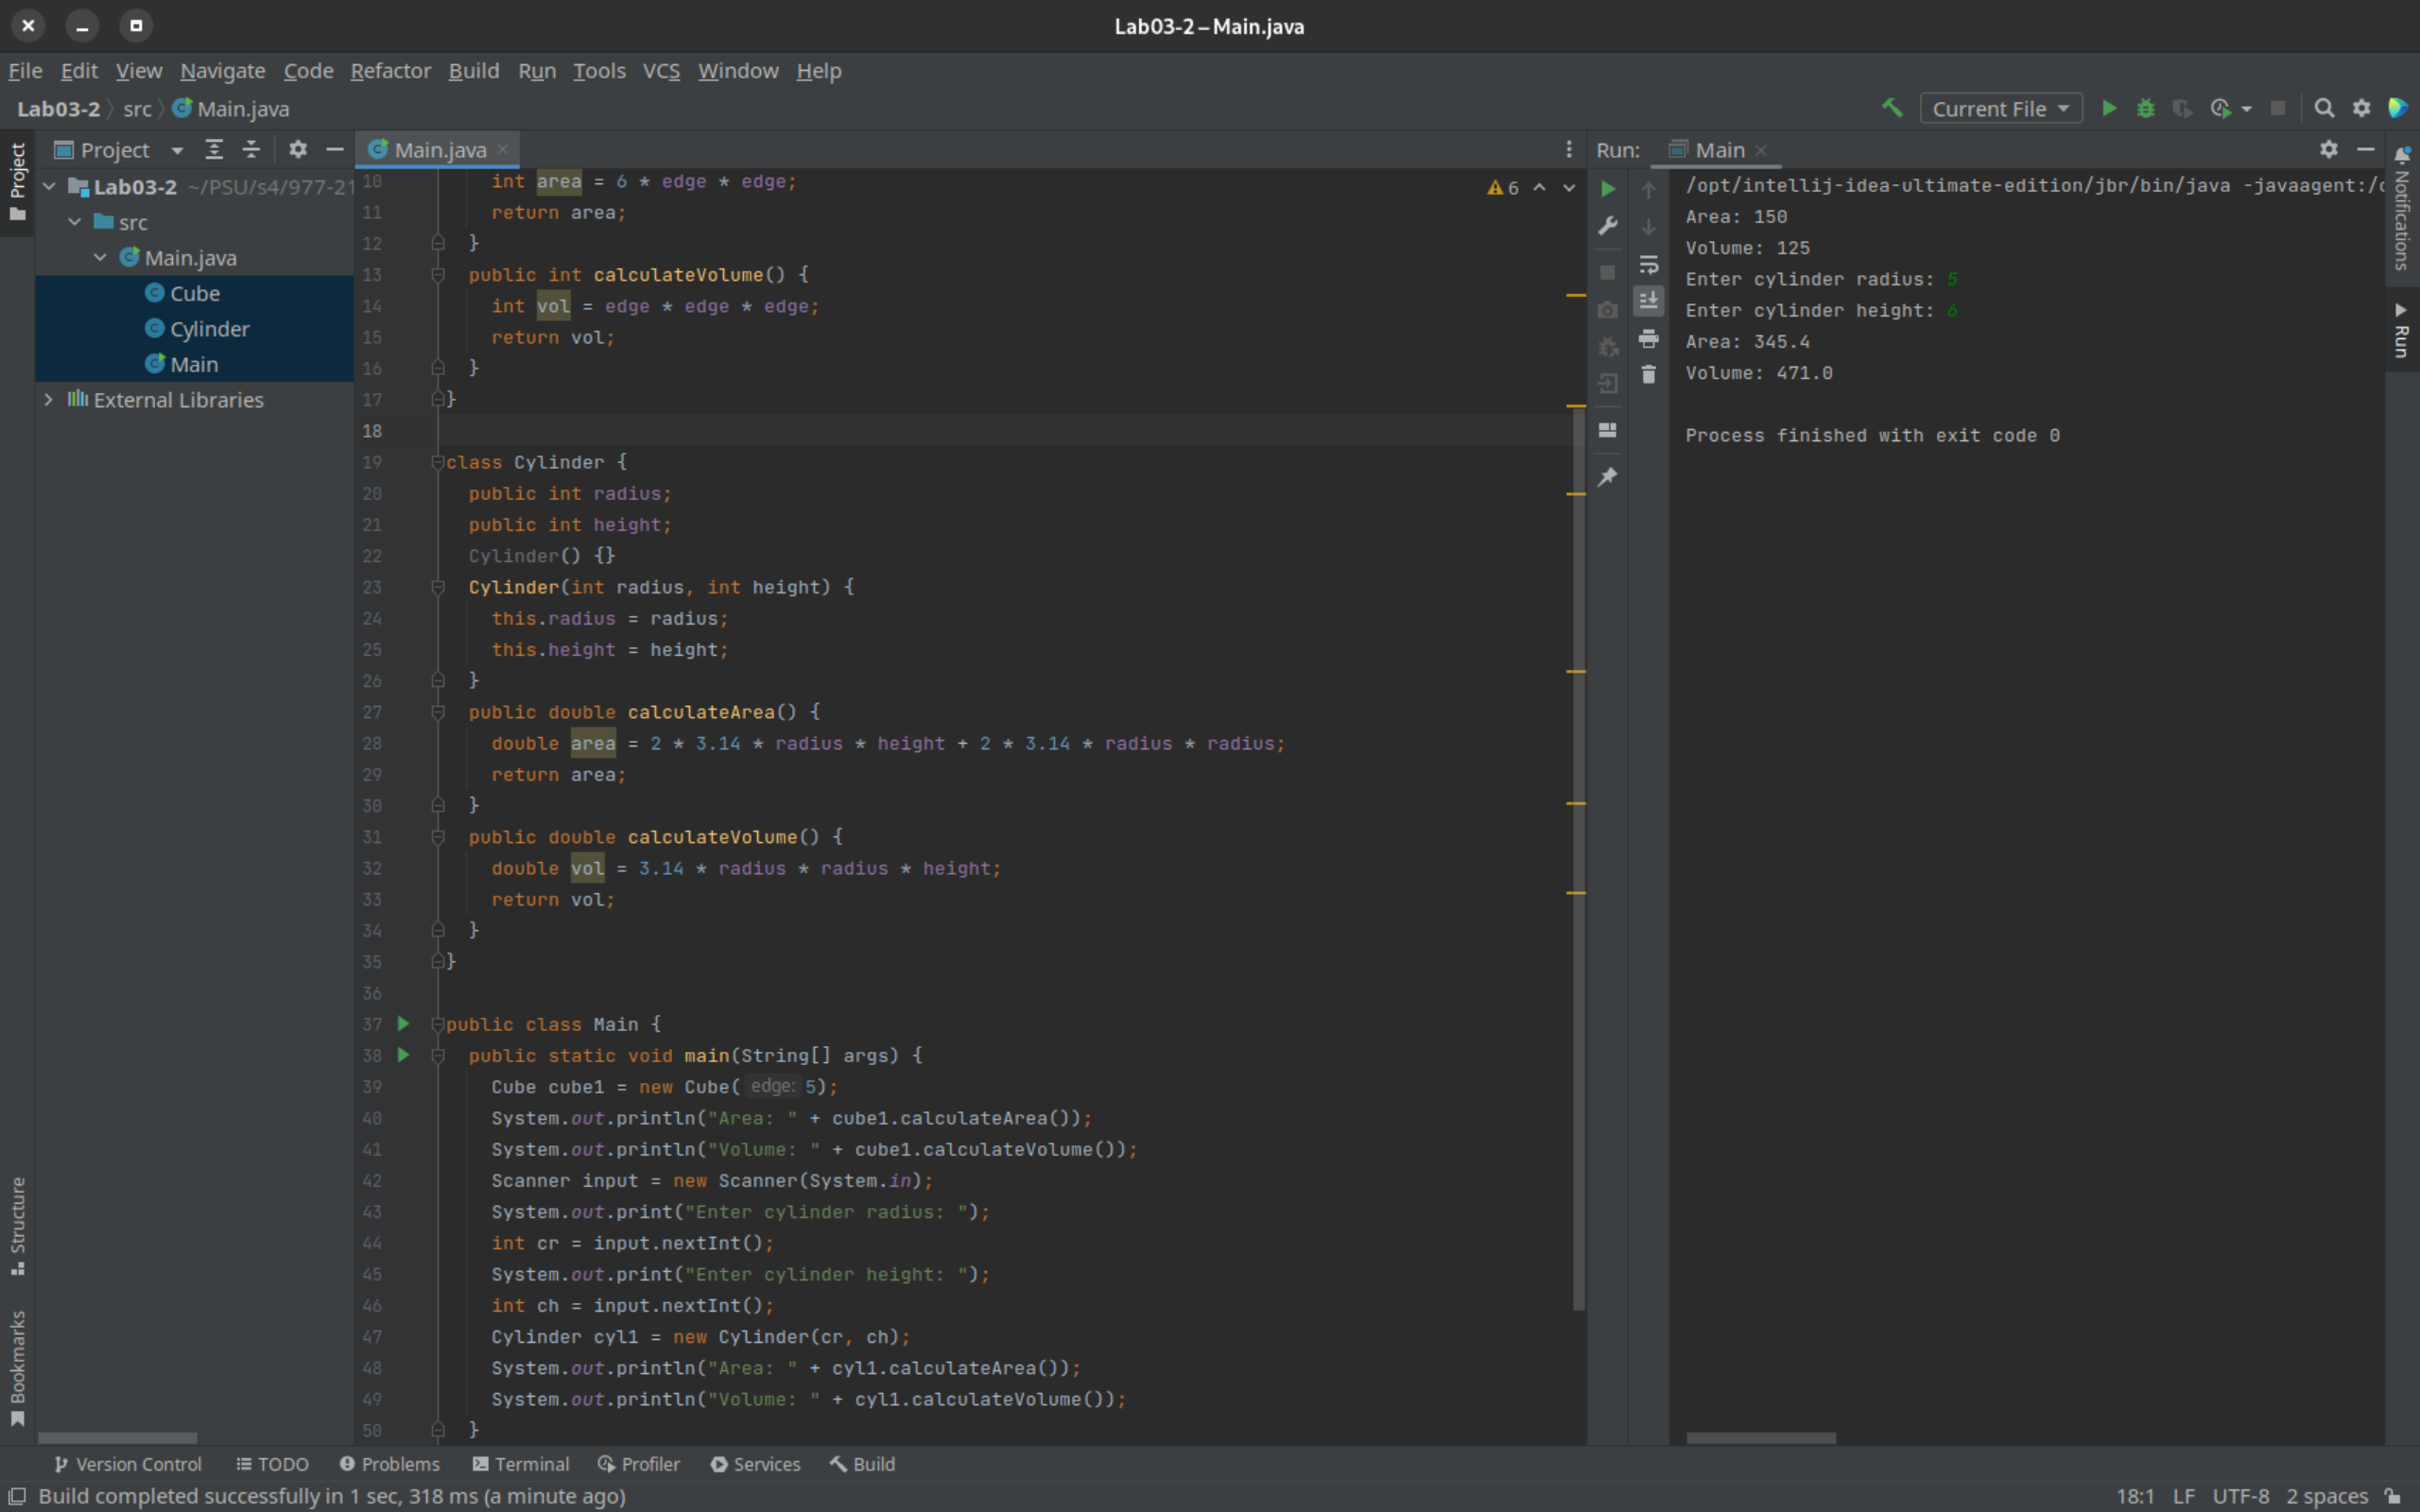 Lab03-2 – Main.java
File Edit View Navigate Code Refactor Build Run Tools VCS Window Help
Lab03-2 src Main.java
Current File
Project
Main.java
Run: Main
Project
Lab03-2 ~/PSU/s4/977-21
src
Main.java
Cube
Cylinder
Main
External Libraries
Structure
Bookmarks
6
10 int area = 6 * edge * edge;
11 return area;
12 }
13 public int calculateVolume() {
14 int vol = edge * edge * edge;
15 return vol;
16 }
17 }
18
19 class Cylinder {
20 public int radius;
21 public int height;
22 Cylinder() {}
23 Cylinder(int radius, int height) {
24 this.radius = radius;
25 this.height = height;
26 }
27 public double calculateArea() {
28 double area = 2 * 3.14 * radius * height + 2 * 3.14 * radius * radius;
29 return area;
30 }
31 public double calculateVolume() {
32 double vol = 3.14 * radius * radius * height;
33 return vol;
34 }
35 }
36
37 public class Main {
38 public static void main(String[] args) {
39 Cube cube1 = new Cube( edge: 5);
40 System.out.println("Area: " + cube1.calculateArea());
41 System.out.println("Volume: " + cube1.calculateVolume());
42 Scanner input = new Scanner(System.in);
43 System.out.print("Enter cylinder radius: ");
44 int cr = input.nextInt();
45 System.out.print("Enter cylinder height: ");
46 int ch = input.nextInt();
47 Cylinder cyl1 = new Cylinder(cr, ch);
48 System.out.println("Area: " + cyl1.calculateArea());
49 System.out.println("Volume: " + cyl1.calculateVolume());
50 }
/opt/intellij-idea-ultimate-edition/jbr/bin/java -javaagent:/
Area: 150
Volume: 125
Enter cylinder radius: 5
Enter cylinder height: 6
Area: 345.4
Volume: 471.0
Process finished with exit code 0
Notifications
Run
Version Control TODO Problems Terminal Profiler Services Build
Build completed successfully in 1 sec, 318 ms (a minute ago)
18:1 LF UTF-8 2 spaces